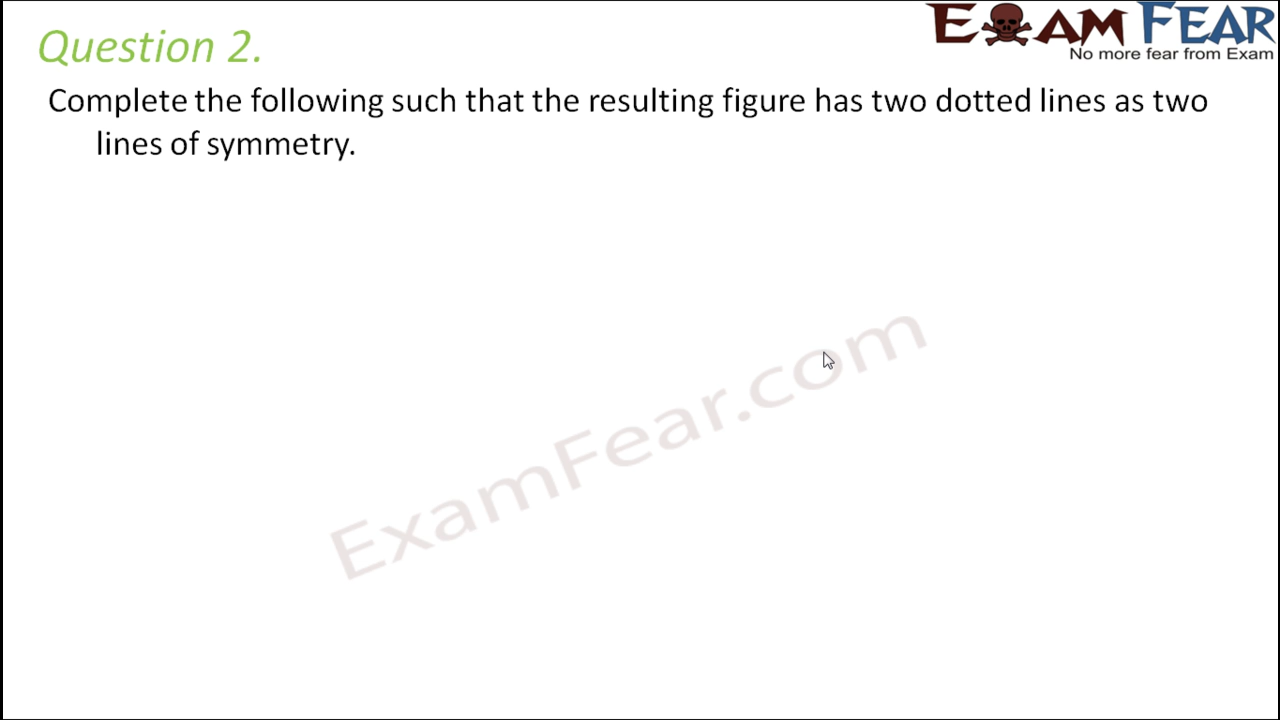 EXAM FEAR
No more fear from Exam
Question 2.
Complete the following such that the resulting figure has two dotted lines as two
lines of symmetry.
ExamFear.com